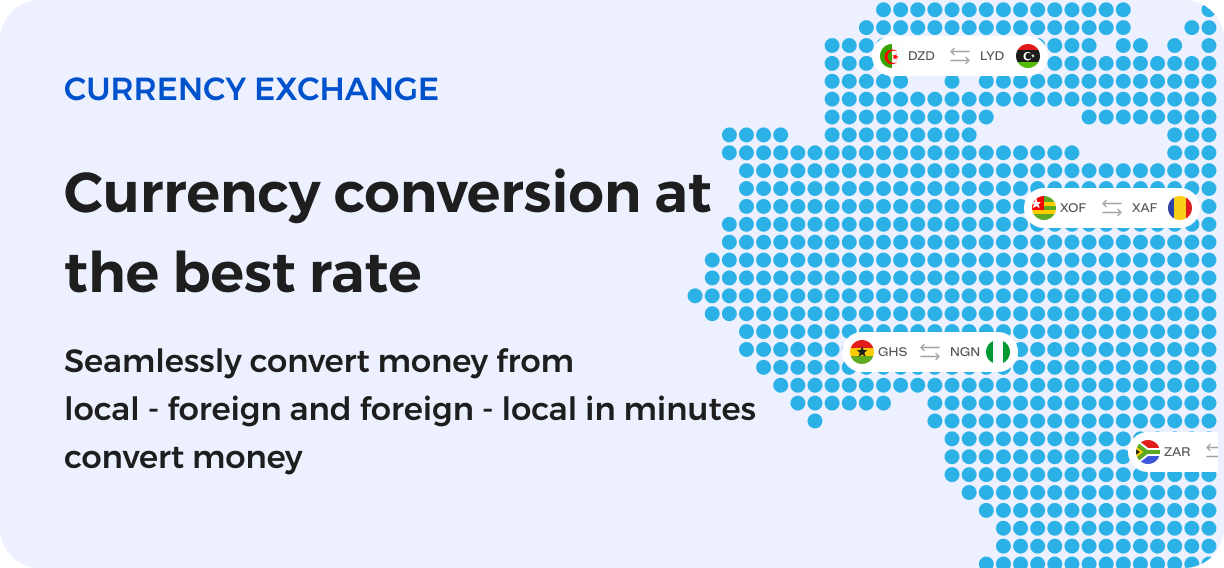 CURRENCY EXCHANGE
Currency conversion at
the best rate
Seamlessly convert money from
local - foreign and foreign - local in minutes
convert money
DZD LYD
XOF XAF
GHS NGN
ZAR